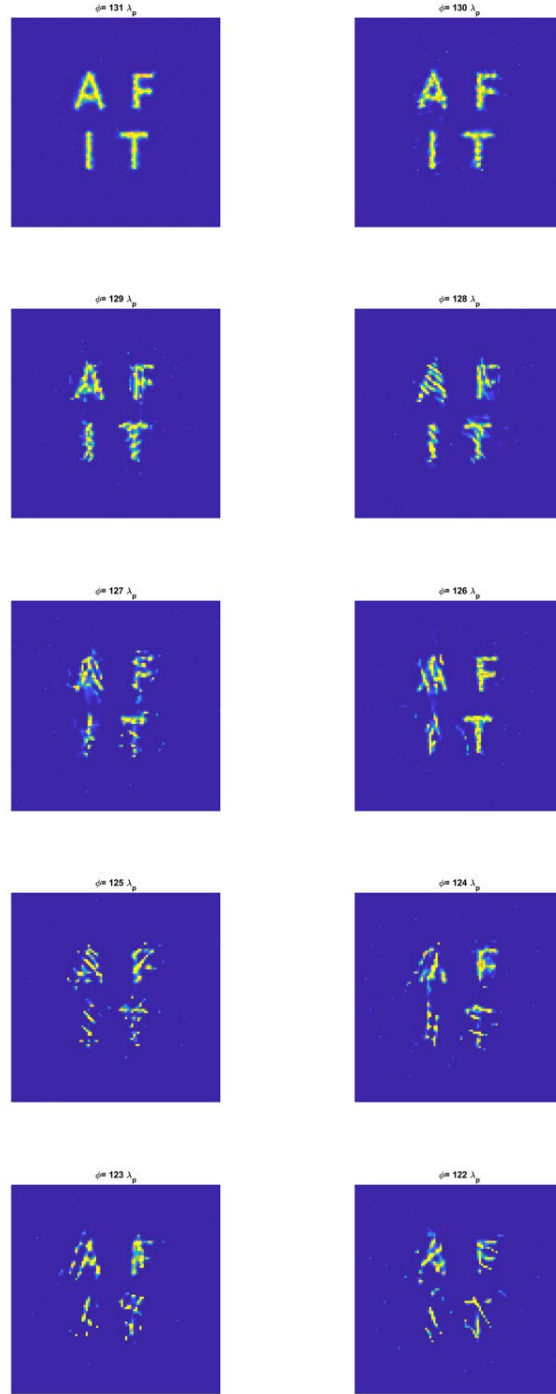 ϕ= 131 λp
ϕ= 130 λp
A F
I T
A F
I T
ϕ= 129 λp
ϕ= 128 λp
A F
I T
A F
I T
ϕ= 127 λp
ϕ= 126 λp
A F
I T
A F
I T
ϕ= 125 λp
ϕ= 124 λp
A F
I T
A F
I T
ϕ= 123 λp
ϕ= 122 λp
A F
I T
A F
I T